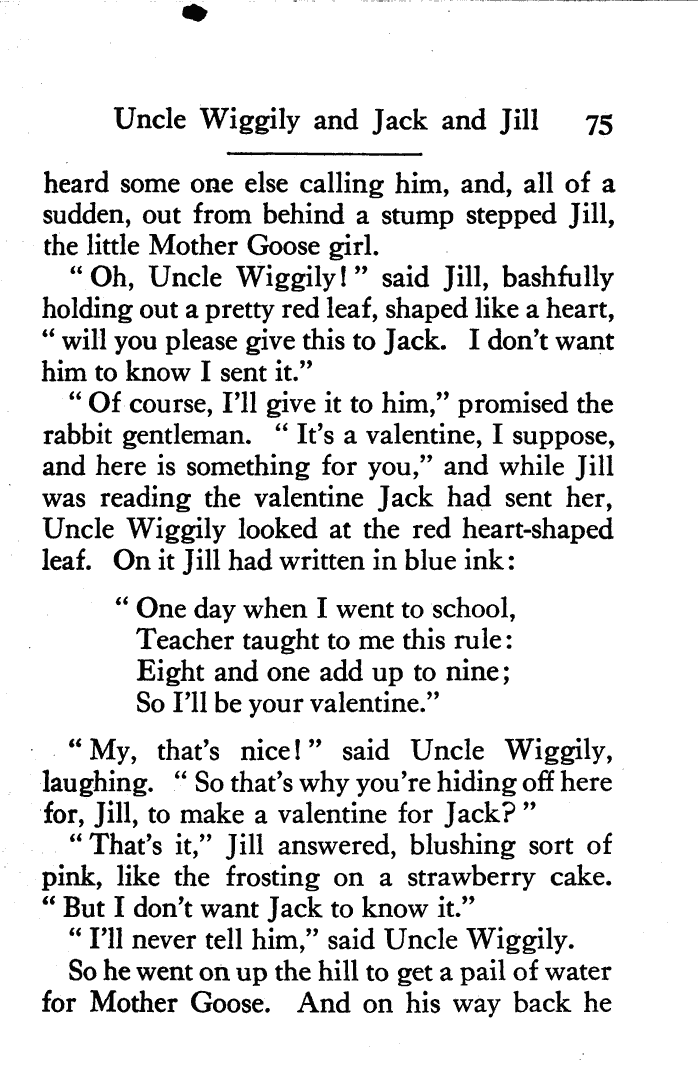 Uncle Wiggily and Jack and Jill 75
heard some one else calling him, and, all of a
sudden, out from behind a stump stepped Jill,
the little Mother Goose girl.
“ Oh, Uncle Wiggily! ” said Jill, bashfully
holding out a pretty red leaf, shaped like a heart,
“ will you please give this to Jack. I don’t want
him to know I sent it.”
“ Of course, I’ll give it to him,” promised the
rabbit gentleman. “ It’s a valentine, I suppose,
and here is something for you,” and while Jill
was reading the valentine Jack had sent her,
Uncle Wiggily looked at the red heart-shaped
leaf. On it Jill had written in blue ink:
“ One day when I went to school,
Teacher taught to me this rule:
Eight and one add up to nine;
So I’ll be your valentine.”
“ My, that’s nice! ” said Uncle Wiggily,
laughing. “ So that’s why you’re hiding off here
for, Jill, to make a valentine for Jack? ”
“ That’s it,” Jill answered, blushing sort of
pink, like the frosting on a strawberry cake.
“ But I don’t want Jack to know it.”
“ I’ll never tell him,” said Uncle Wiggily.
So he went on up the hill to get a pail of water
for Mother Goose. And on his way back he